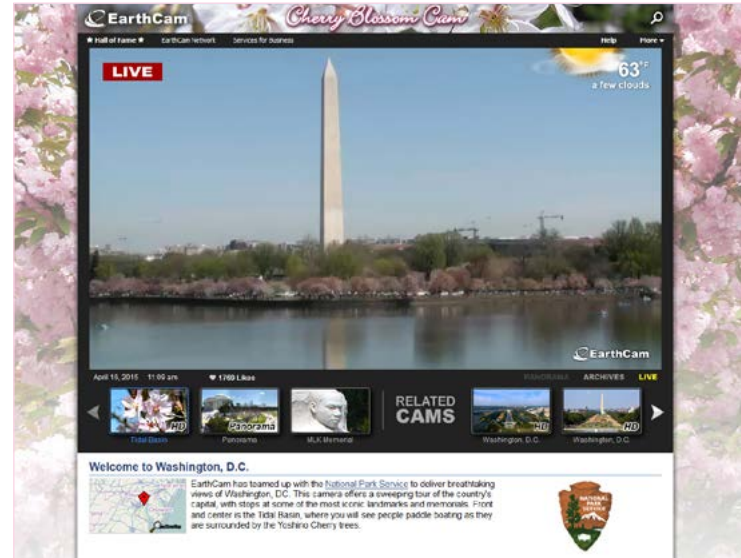 EarthCam
Cherry Blossom Cam
★ Hall of Fame ★ EarthCam Network Services for Business Help More
LIVE
63°F
a few clouds
EarthCam
April 16, 2015 11:06 am ♥ 1769 Likes PANORAMA ARCHIVES LIVE
HD
Tidal Basin
Panorama
Panorama
MLK Memorial
RELATED
CAMS
Washington, D.C.
HD
Washington, D.C.
Welcome to Washington, D.C.
EarthCam has teamed up with the National Park Service to deliver breathtaking
views of Washington, DC. This camera offers a sweeping tour of the country's
capital, with stops at some of the most iconic landmarks and memorials. Front
and center is the Tidal Basin, where you will see people paddle boating as they
are surrounded by the Yoshino Cherry trees.
NATIONAL
PARK
SERVICE